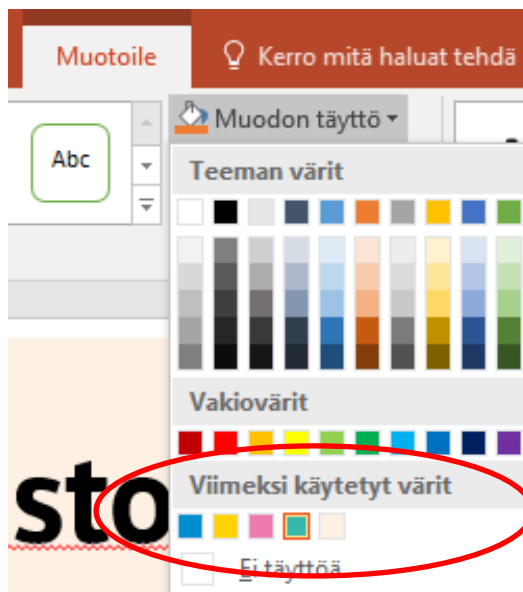 Muotoile
Kerro mitä haluat tehdä
Abc
Muodon täyttö
Teeman värit
Vakiovärit
Viimeksi käytetyt värit
sto
Ei täyttöä